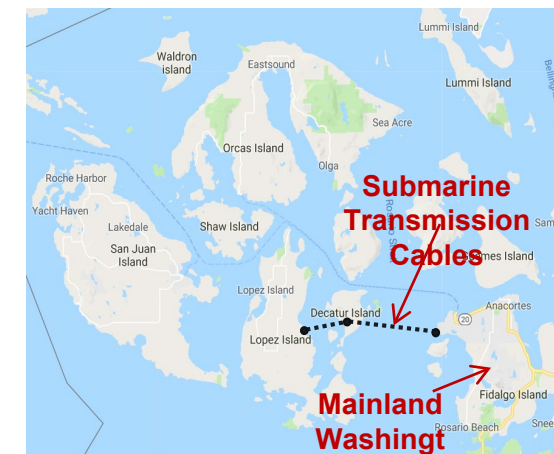 Lummi Island
Waldron
island
Eastsound
Lummi Island
Sea Acre
Orcas Island
Olga
Roche Harbor
Submarine
Transmission
Cables
Yacht Haven
Lakedale
Shaw Island
San Juan
Island
Lopez Island
Decatur Island
Anacortes
20
Lopez Island
Mainland
Washingt
Fidalgo Island
Rosario Beach